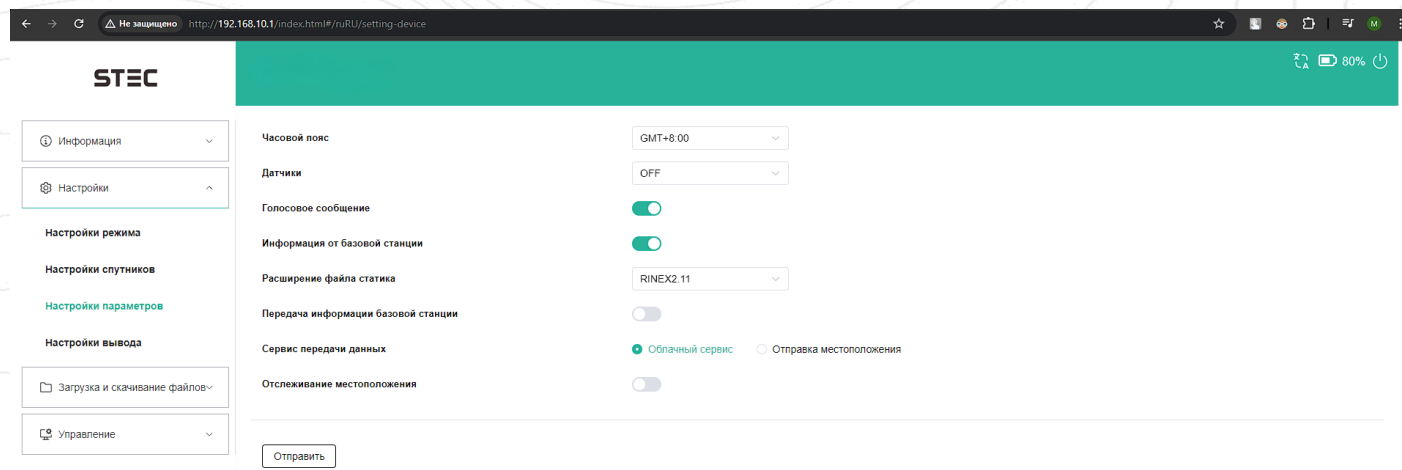 Не защищено http://192.168.10.1/index.html#/ruRU/setting-device
M
STEC
80%
Информация
Настройки
Настройки режима
Настройки спутников
Настройки параметров
Настройки вывода
Загрузка и скачивание файлов
Управление
Часовой пояс GMT+8:00
Датчики OFF
Голосовое сообщение
Информация от базовой станции
Расширение файла статика RINEX2.11
Передача информации базовой станции
Сервис передачи данных Облачный сервис Отправка местоположения
Отслеживание местоположения
Отправить